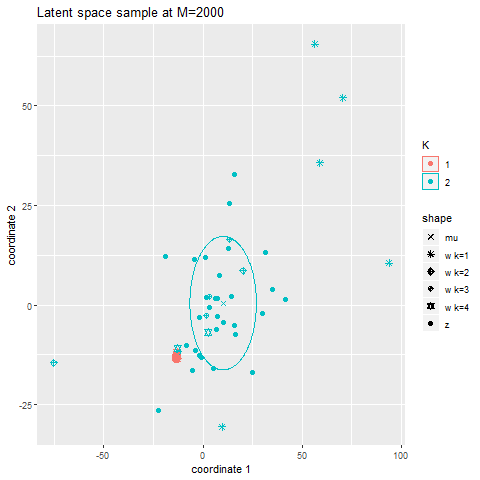 Latent space sample at M=2000
coordinate 2
50
25
0
-25
-50
0
50
100
coordinate 1
K
1
2
shape
mu
w k=1
w k=2
w k=3
w k=4
z